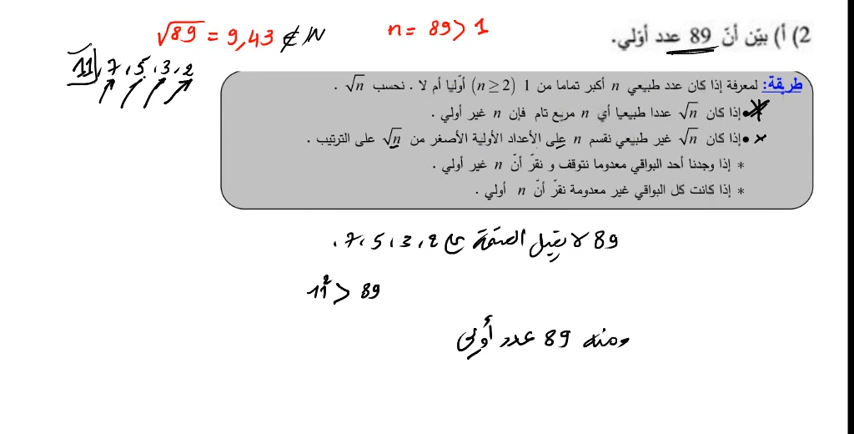 2) أ) بيّن أنّ 89 عدد أوّلي.
n = 89 > 1
√89 = 9,43 ∉ ℕ
11، 7، 5، 3، 2
طريقة: لمعرفة إذا كان عدد طبيعي n أكبر تماما من 1 (n ≥ 2) أوّليا أم لا . نحسب √n .
●إذا كان √n عددا طبيعيا أي n مربع تام فإن n غير أولي .
●إذا كان √n غير طبيعي نقسم n على الأعداد الأولية الأصغر من √n على الترتيب .
* إذا وجدنا أحد البواقي معدوما نتوقف و نقرّ أنّ n غير أولي .
* إذا كانت كل البواقي غير معدومة نقرّ أنّ n أولي .
89 لا يقبل القسمة على 2، 3، 5، 7.
11² > 89
ومنه 89 عدد أولي